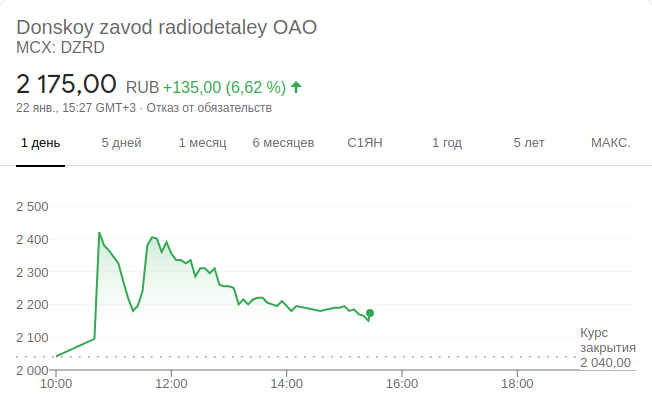 Donskoy zavod radiodetaley OAO
MCX: DZRD
2 175,00 RUB +135,00 (6,62 %)
22 янв., 15:27 GMT+3 · Отказ от обязательств
1 день 5 дней 1 месяц 6 месяцев С1ЯН 1 год 5 лет МАКС.
2 500
2 400
2 300
2 200
2 100
2 000
Курс
закрытия
2 040,00
10:00 12:00 14:00 16:00 18:00